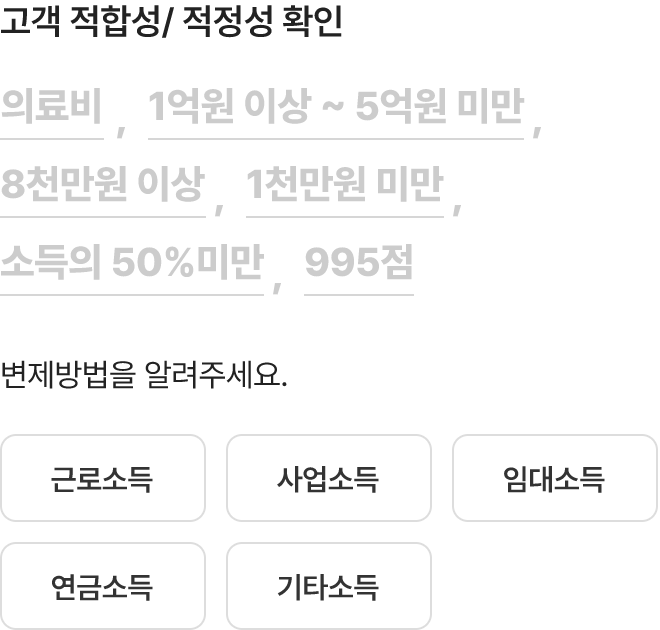 고객 적합성/ 적정성 확인
의료비 , 1억원 이상 ~ 5억원 미만 ,
8천만원 이상 , 1천만원 미만 ,
소득의 50%미만 , 995점
변제방법을 알려주세요.
근로소득 사업소득 임대소득
연금소득 기타소득